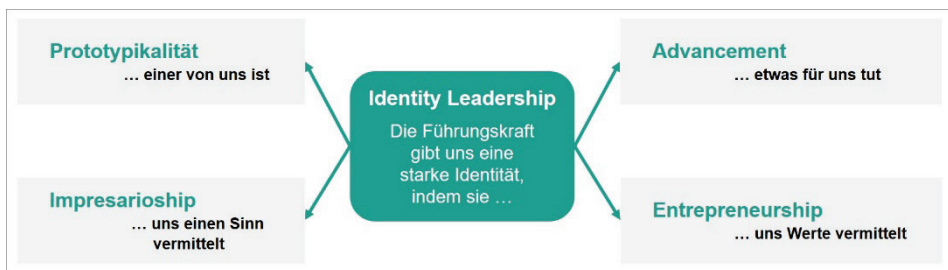 Prototypikalität
… einer von uns ist
Impresarioship
… uns einen Sinn
vermittelt
Identity Leadership
Die Führungskraft
gibt uns eine
starke Identität,
indem sie …
Advancement
… etwas für uns tut
Entrepreneurship
… uns Werte vermittelt